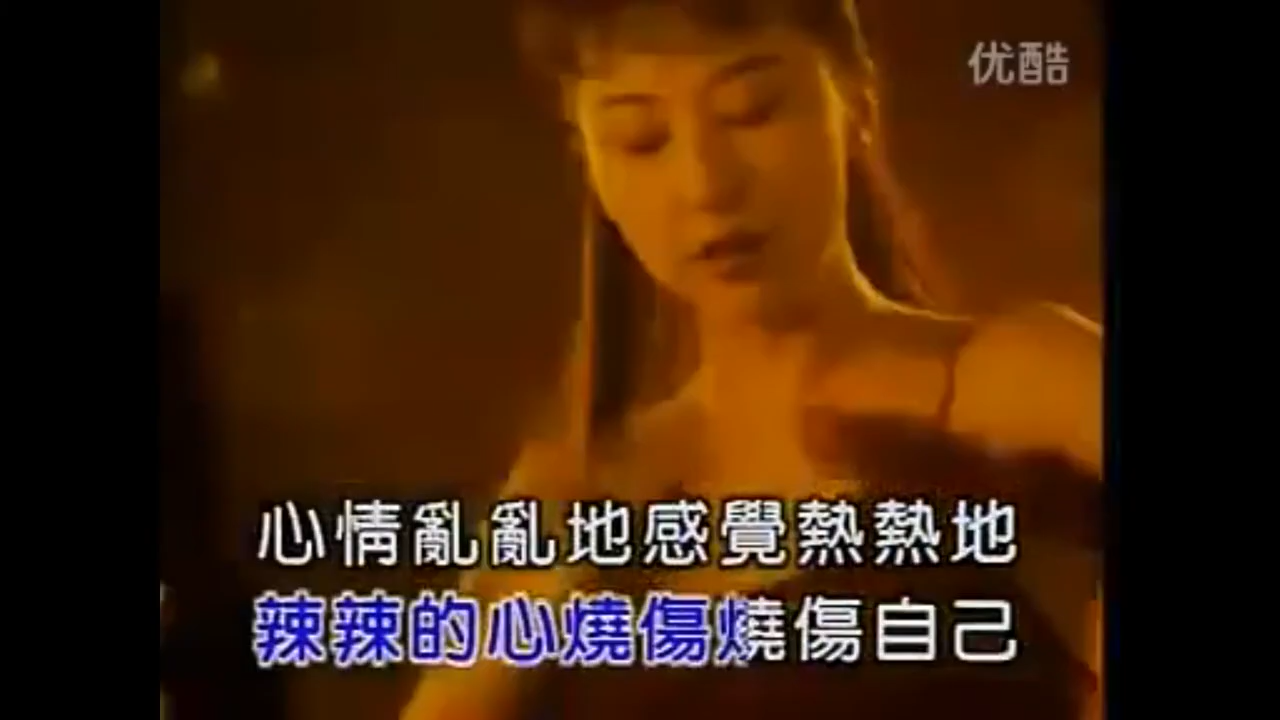 优酷
心情亂亂地感覺熱熱地
辣辣的心燒傷燒傷自己